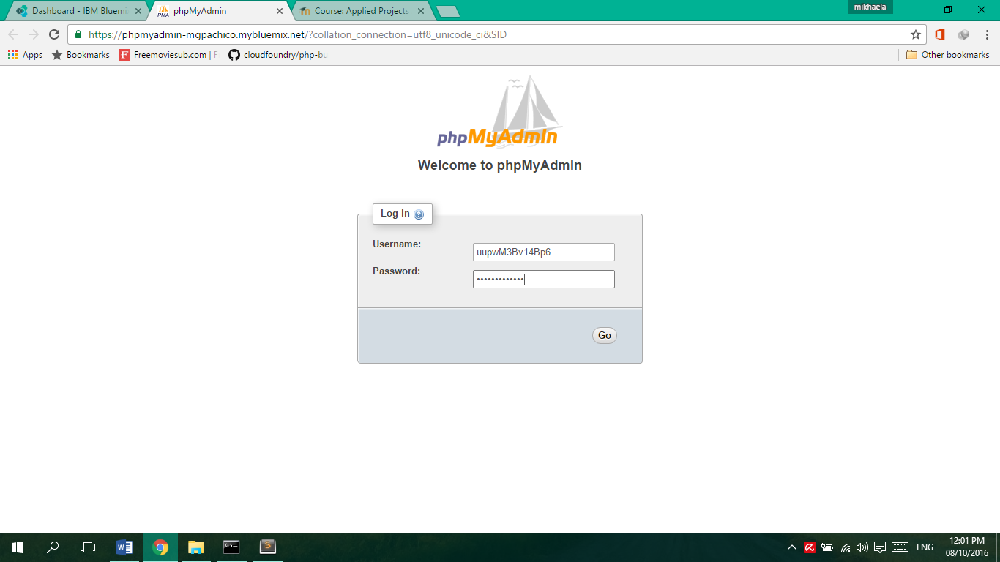 mikhaela
Dashboard - IBM Bluemi
phpMyAdmin
Course: Applied Projects
https://phpmyadmin-mgpachico.mybluemix.net/?collation_connection=utf8_unicode_ci&SID
Apps
Bookmarks
Freemoviesub.com | F
cloudfoundry/php-bu
Other bookmarks
phpMyAdmin
Welcome to phpMyAdmin
Log in
Username:
uupwM3Bv14Bp6
Password:
•••••••••••••
Go
ENG
12:01 PM
08/10/2016